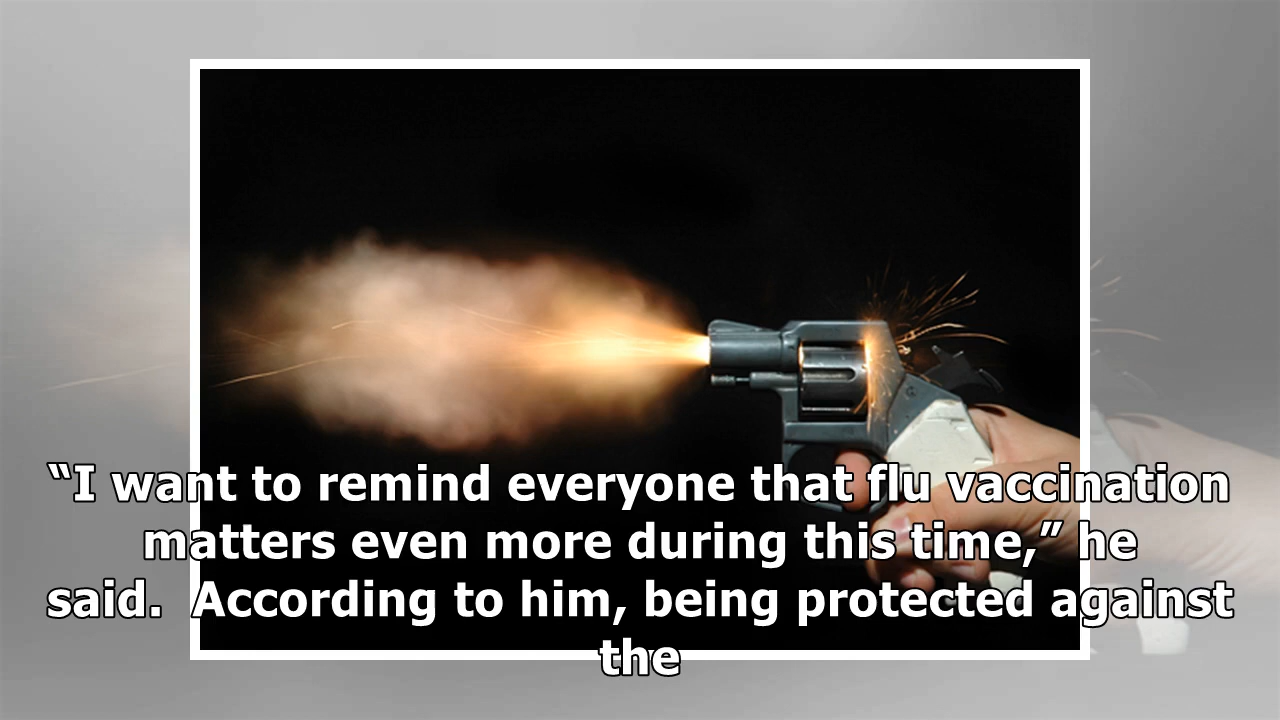 “I want to remind everyone that flu vaccination
matters even more during this time,” he
said.  According to him, being protected against
the